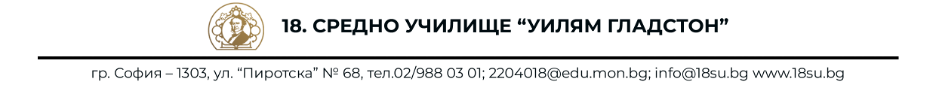 18. СРЕДНО УЧИЛИЩЕ “УИЛЯМ ГЛАДСТОН”
гр. София – 1303, ул. “Пиротска” № 68, тел.02/988 03 01; 2204018@edu.mon.bg; info@18su.bg www.18su.bg